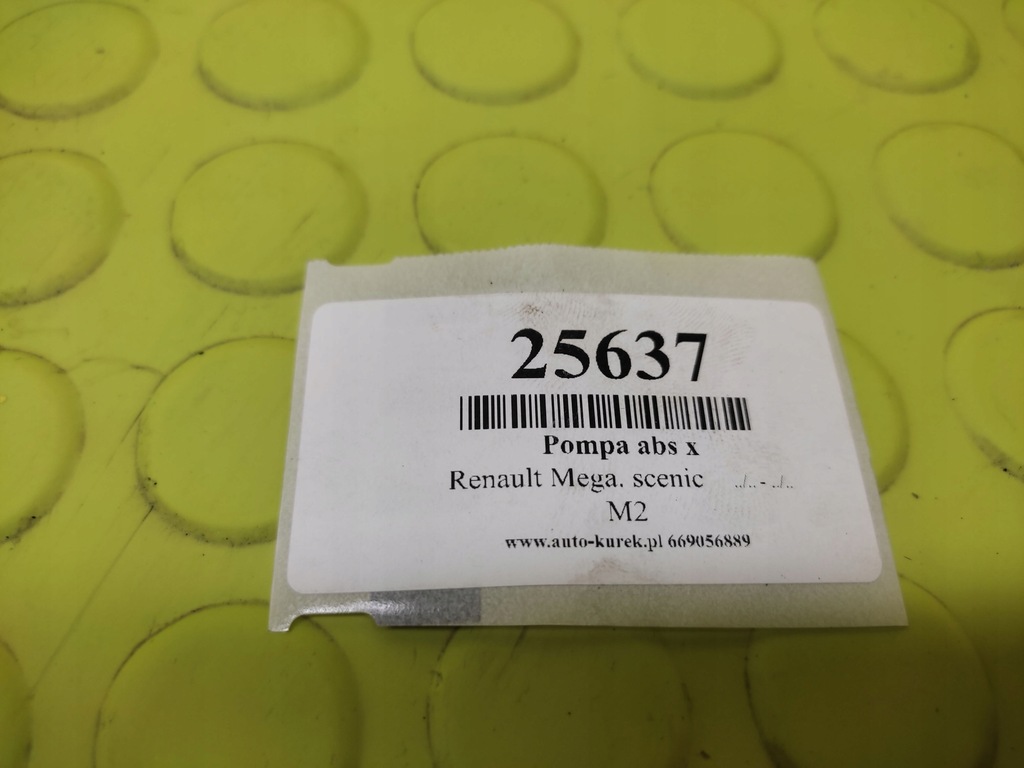 25637
Pompa abs x
Renault Mega. scenic ../.. - ../..
M2
www.auto-kurek.pl 669056889